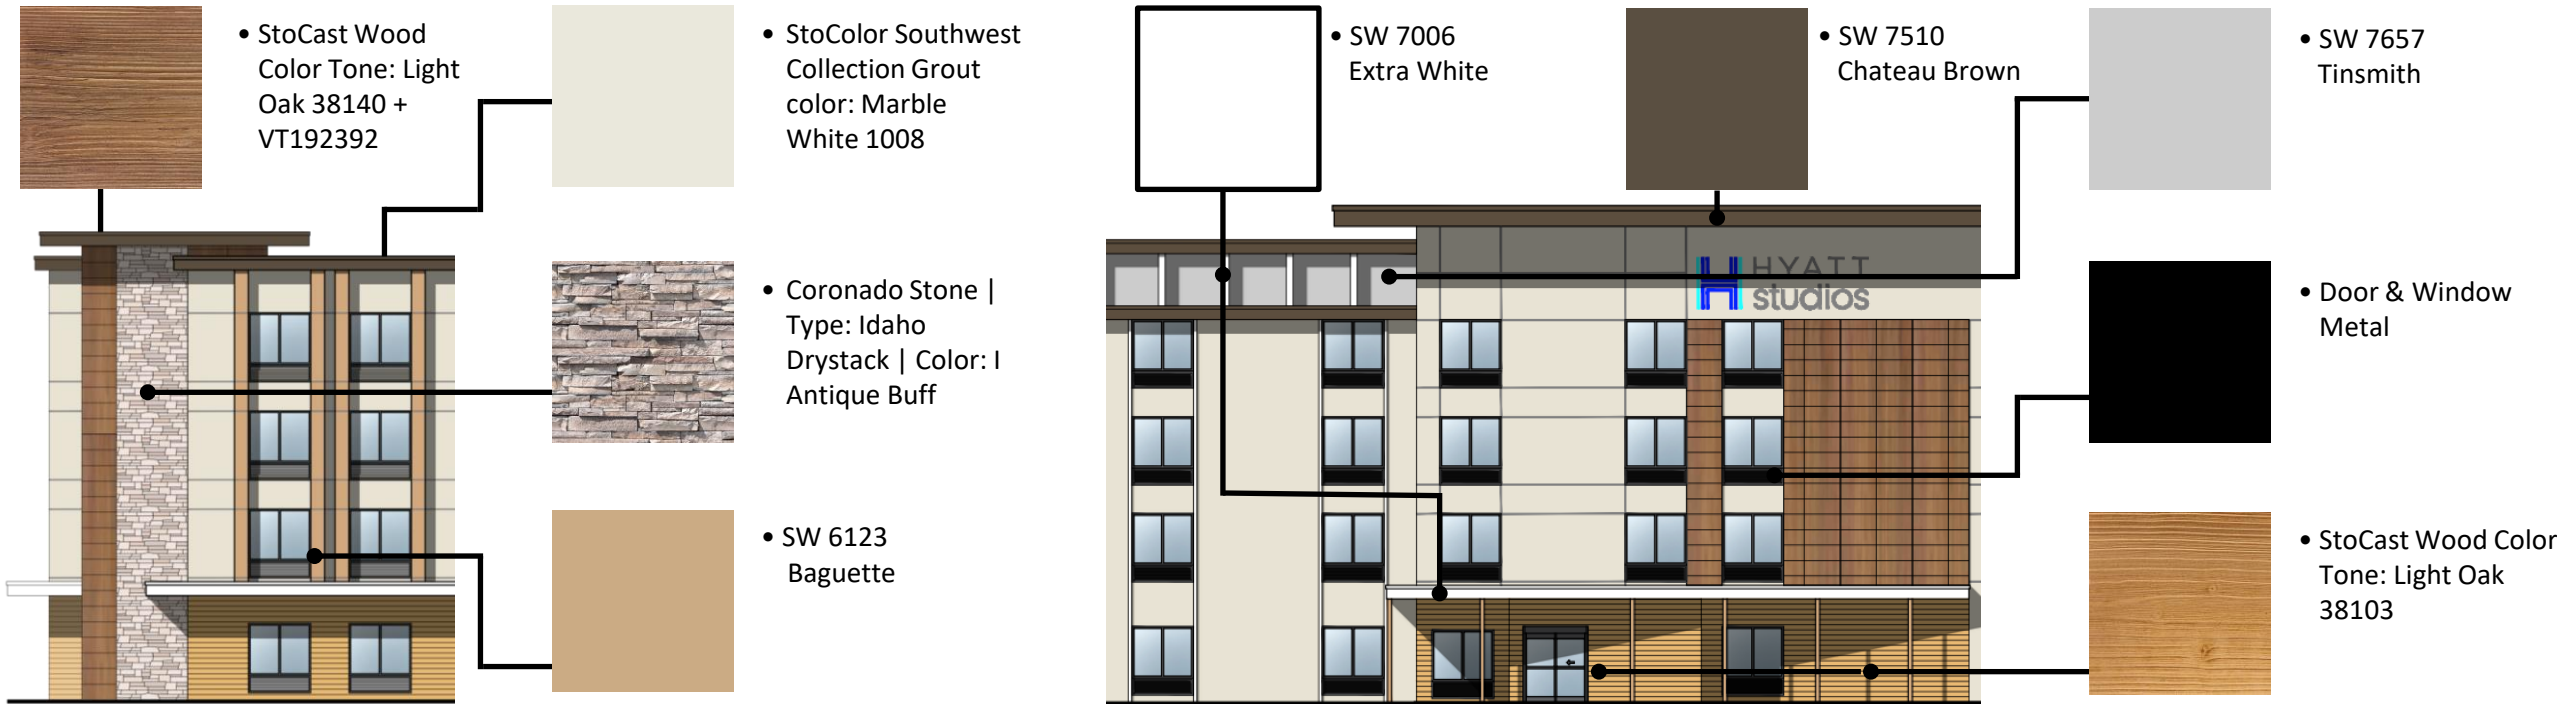 • StoCast Wood
Color Tone: Light
Oak 38140 +
VT192392
• StoColor Southwest
Collection Grout
color: Marble
White 1008
• Coronado Stone |
Type: Idaho
Drystack | Color: I
Antique Buff
• SW 6123
Baguette
• SW 7006
Extra White
• SW 7510
Chateau Brown
• SW 7657
Tinsmith
HYATT
studios
• Door & Window
Metal
• StoCast Wood Color
Tone: Light Oak
38103